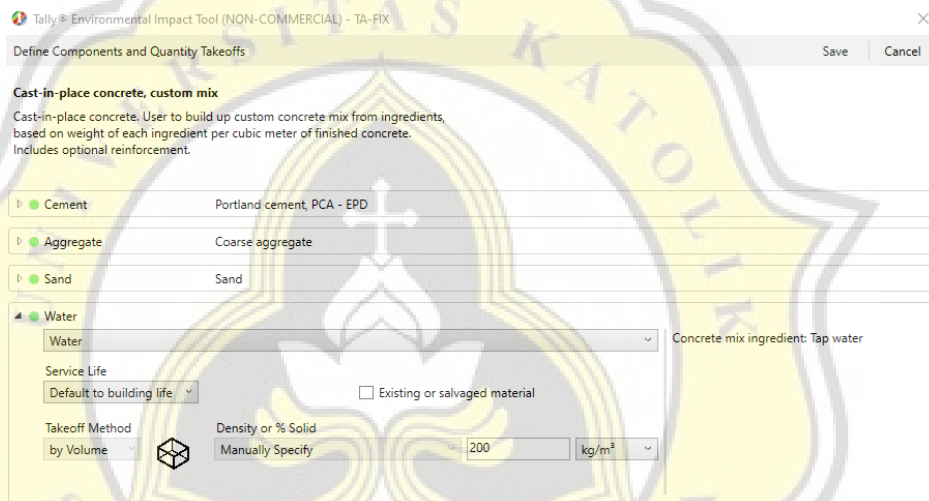 Tally® Environmental Impact Tool (NON-COMMERCIAL) - TA-FIX
Define Components and Quantity Takeoffs Save Cancel
Cast-in-place concrete, custom mix
Cast-in-place concrete. User to build up custom concrete mix from ingredients,
based on weight of each ingredient per cubic meter of finished concrete.
Includes optional reinforcement.
Cement Portland cement, PCA - EPD
Aggregate Coarse aggregate
Sand Sand
Water
Water Concrete mix ingredient: Tap water
Service Life
Default to building life Existing or salvaged material
Takeoff Method Density or % Solid
by Volume Manually Specify 200 kg/m³
UNIVERSITAS KATOLIK